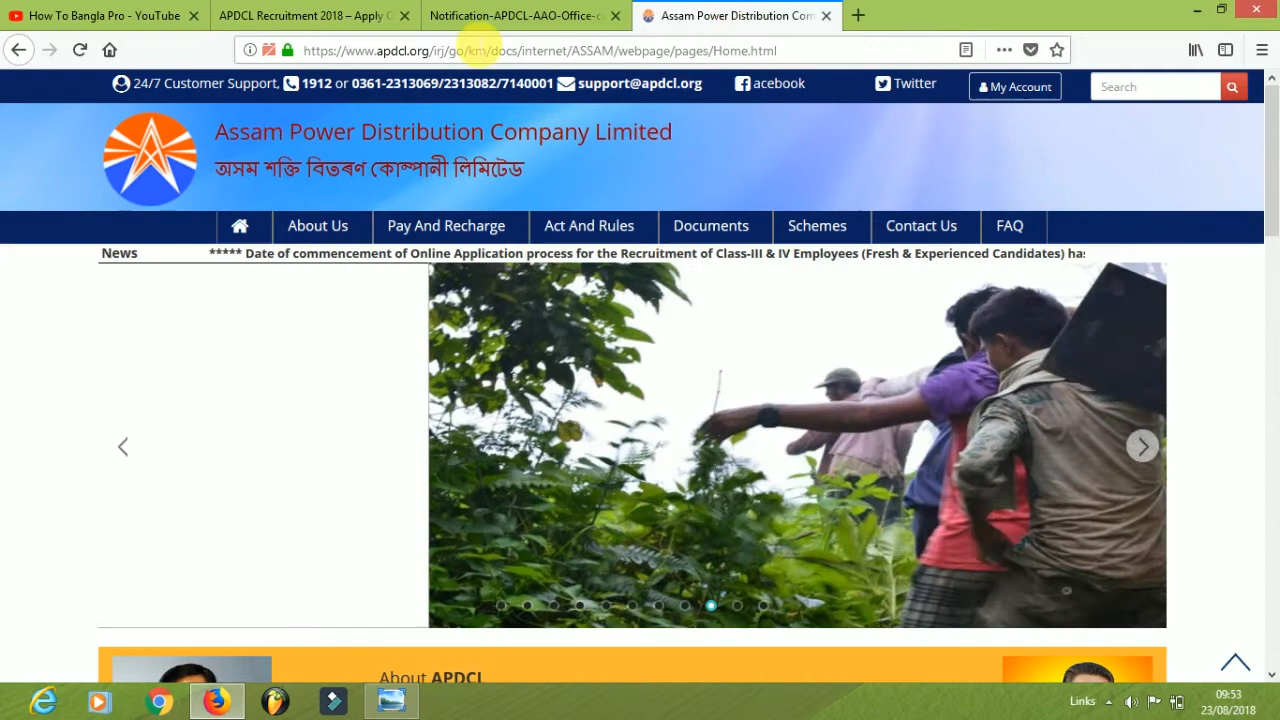 How To Bangla Pro - YouTube
APDCL Recruitment 2018 – Apply O
Notification-APDCL-AAO-Office-c
Assam Power Distribution Com
https://www.apdcl.org/irj/go/km/docs/internet/ASSAM/webpage/pages/Home.html
24/7 Customer Support, 1912 or 0361-2313069/2313082/7140001 support@apdcl.org
acebook
Twitter
My Account
Search
Assam Power Distribution Company Limited
অসম শক্তি বিতৰণ কোম্পানী লিমিটেড
About Us
Pay And Recharge
Act And Rules
Documents
Schemes
Contact Us
FAQ
News
***** Date of commencement of Online Application process for the Recruitment of Class-III & IV Employees (Fresh & Experienced Candidates) has
About APDCL
Links
09:53
23/08/2018